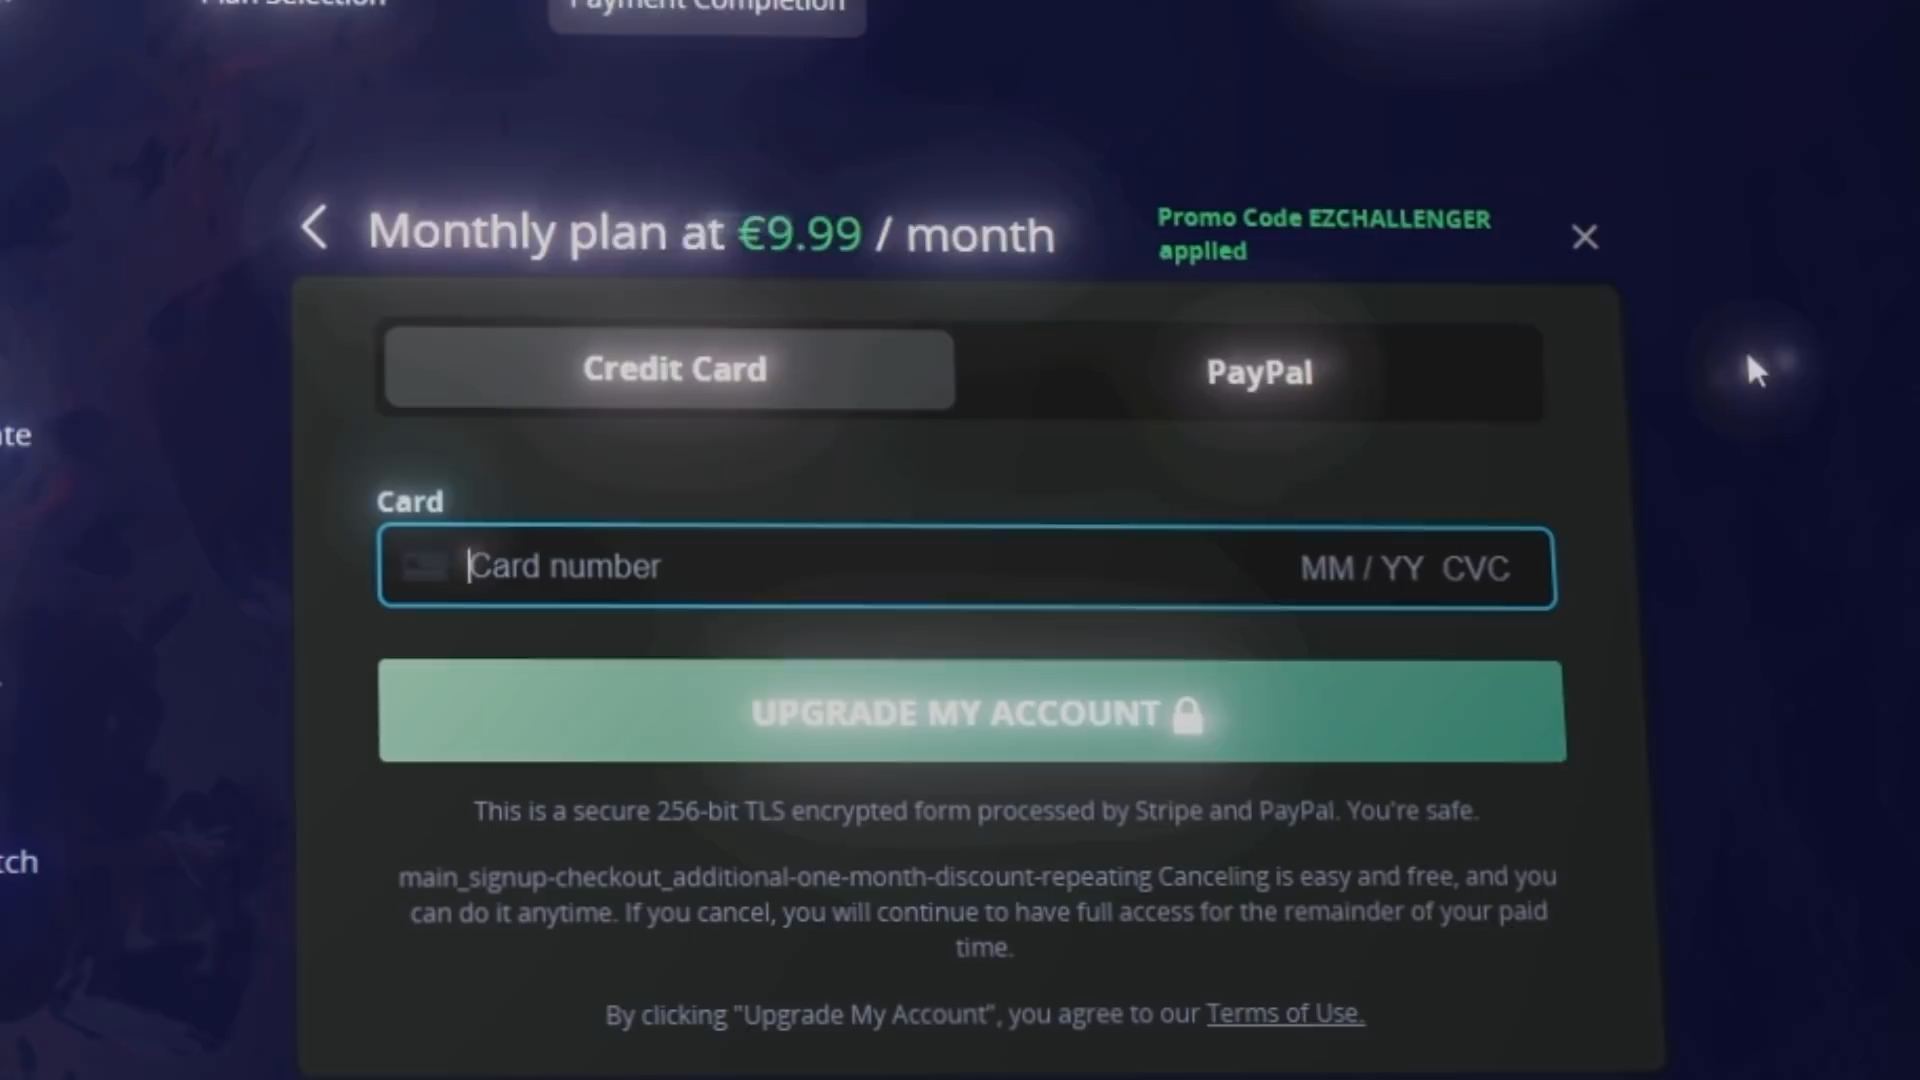 Plan Selection
Payment Completion
Monthly plan at €9.99 / month
Promo Code EZCHALLENGER
applied
Credit Card
PayPal
Card
Card number
MM / YY CVC
UPGRADE MY ACCOUNT
This is a secure 256-bit TLS encrypted form processed by Stripe and PayPal. You're safe.
main_signup-checkout_additional-one-month-discount-repeating Canceling is easy and free, and you
can do it anytime. If you cancel, you will continue to have full access for the remainder of your paid
time.
By clicking "Upgrade My Account", you agree to our Terms of Use.